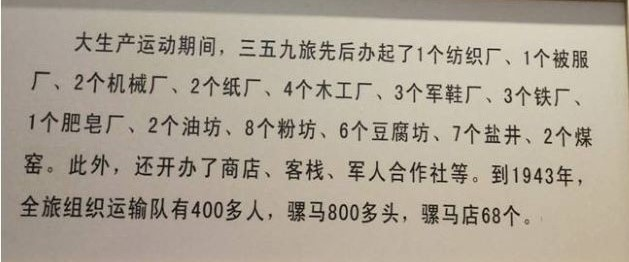 大生产运动期间，三五九旅先后办起了1个纺织厂、1个被服
厂、2个机械厂、2个纸厂、4个木工厂、3个军鞋厂、3个铁厂、
1个肥皂厂、2个油坊、8个粉坊、6个豆腐坊、7个盐井、2个煤
窑。此外，还开办了商店、客栈、军人合作社等。到1943年，
全旅组织运输队有400多人，骡马800多头，骡马店68个。